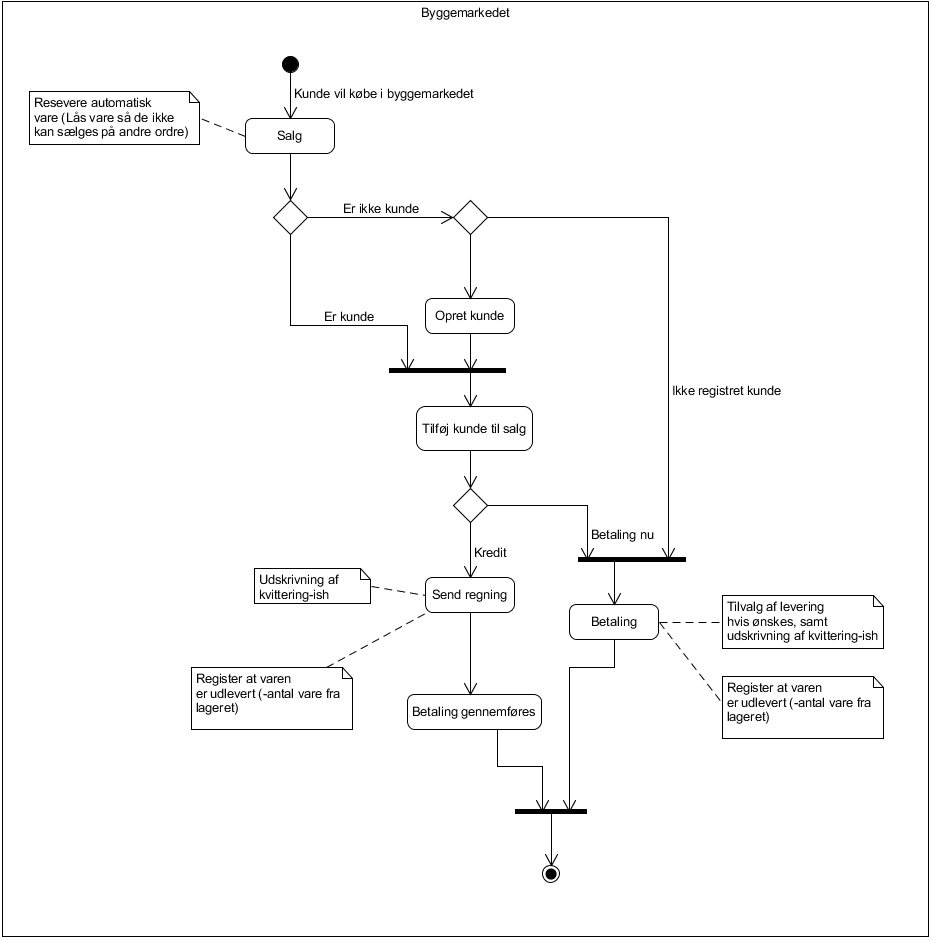 Byggemarkedet
Kunde vil købe i byggemarkedet
Resevere automatisk
vare (Lås vare så de ikke
kan sælges på andre ordre)
Salg
Er ikke kunde
Opret kunde
Er kunde
Ikke registret kunde
Tilføj kunde til salg
Betaling nu
Kredit
Udskrivning af
kvittering-ish
Send regning
Betaling
Tilvalg af levering
hvis ønskes, samt
udskrivning af kvittering-ish
Register at varen
er udlevert (-antal vare fra
lageret)
Register at varen
er udlevert (-antal vare fra
lageret)
Betaling gennemføres